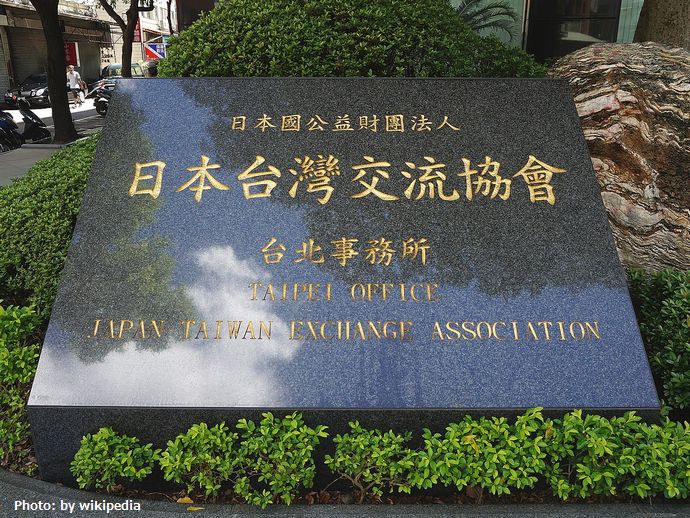 日本國公益財團法人
日本台灣交流協會
台北事務所
TAIPEI OFFICE
JAPAN-TAIWAN EXCHANGE ASSOCIATION
Photo: by wikipedia